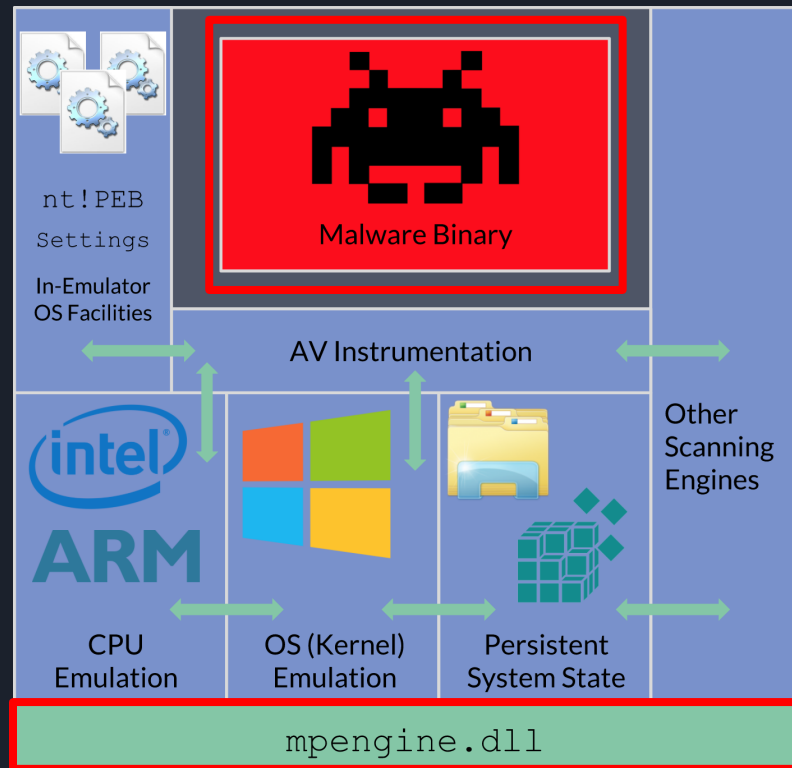 nt!PEB
Settings
In-Emulator
OS Facilities
Malware Binary
AV Instrumentation
Other
Scanning
Engines
intel®
ARM
CPU
Emulation
OS (Kernel)
Emulation
Persistent
System State
mpengine.dll